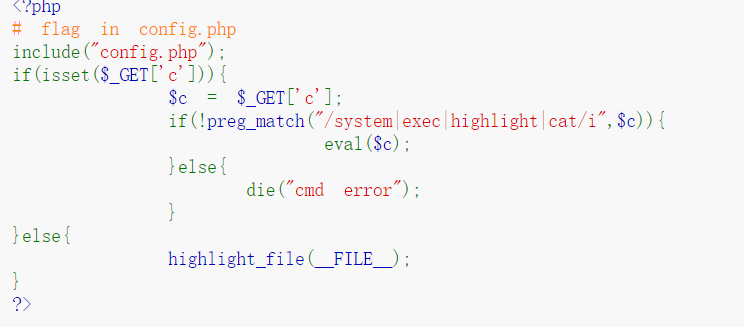 <?php
# flag in config.php
include("config.php");
if(isset($_GET['c'])){
$c = $_GET['c'];
if(!preg_match("/system|exec|highlight|cat/i",$c)){
eval($c);
}else{
die("cmd error");
}
}else{
highlight_file(__FILE__);
}
?>